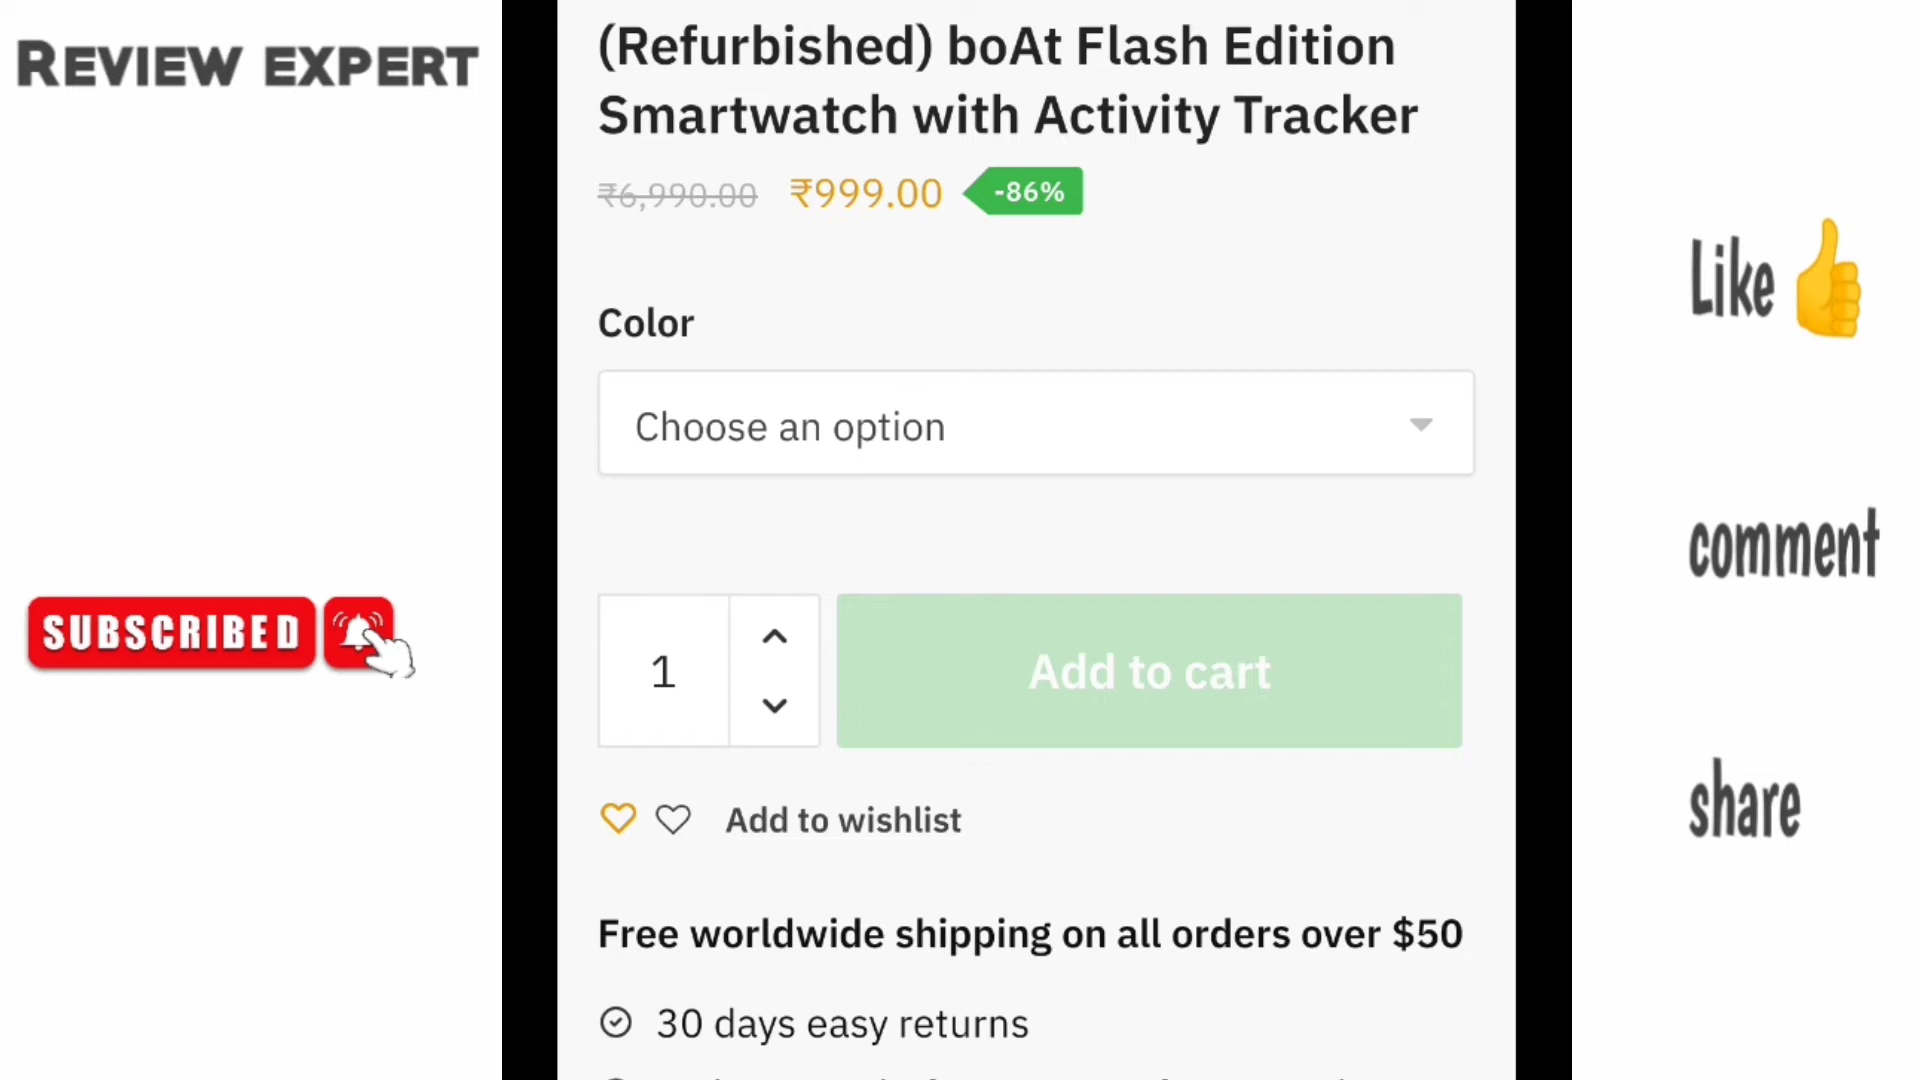 REVIEW EXPERT
(Refurbished) boAt Flash Edition
Smartwatch with Activity Tracker
₹6,990.00 ₹999.00 -86%
Color
Choose an option
1
Add to cart
Add to wishlist
Free worldwide shipping on all orders over $50
30 days easy returns
SUBSCRIBED
Like
comment
share